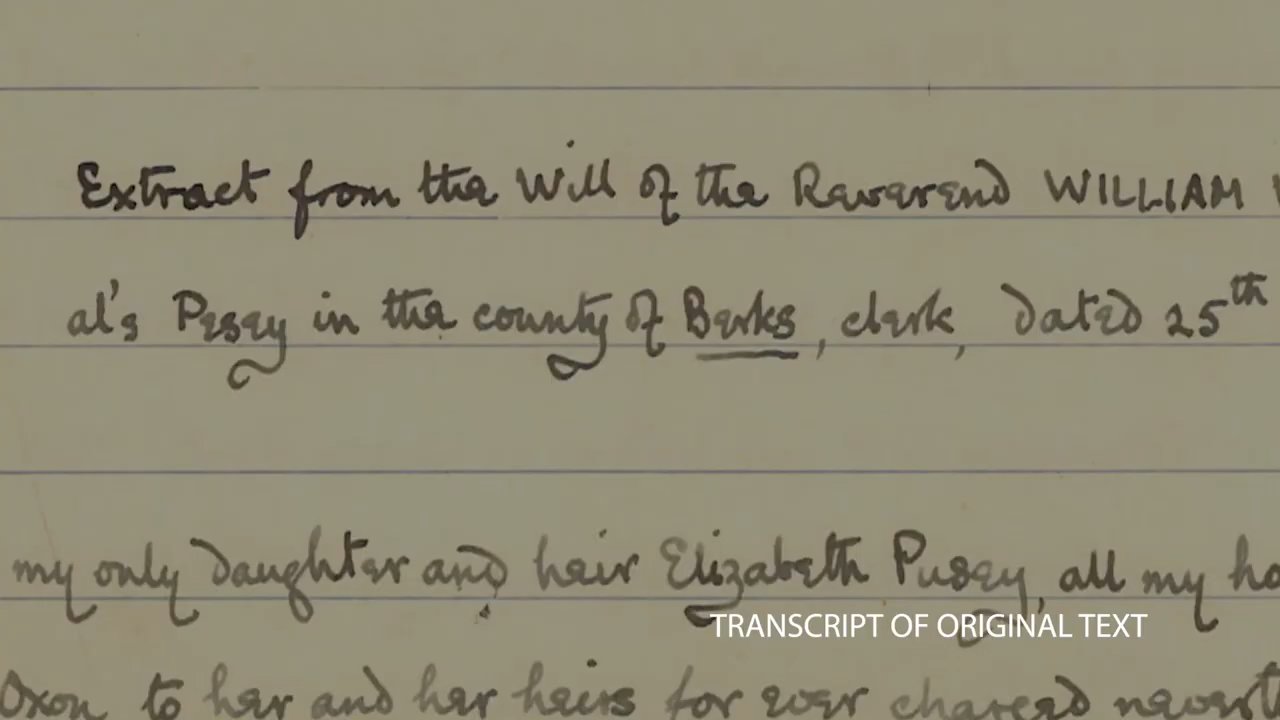 Extract from the Will of the Reverend WILLIAM
al's Pesey in the county of Berks, clerk, dated 25th
my only daughter and heir Elizabeth Pusey, all my
TRANSCRIPT OF ORIGINAL TEXT
Oxon to her and her heirs for ever charged